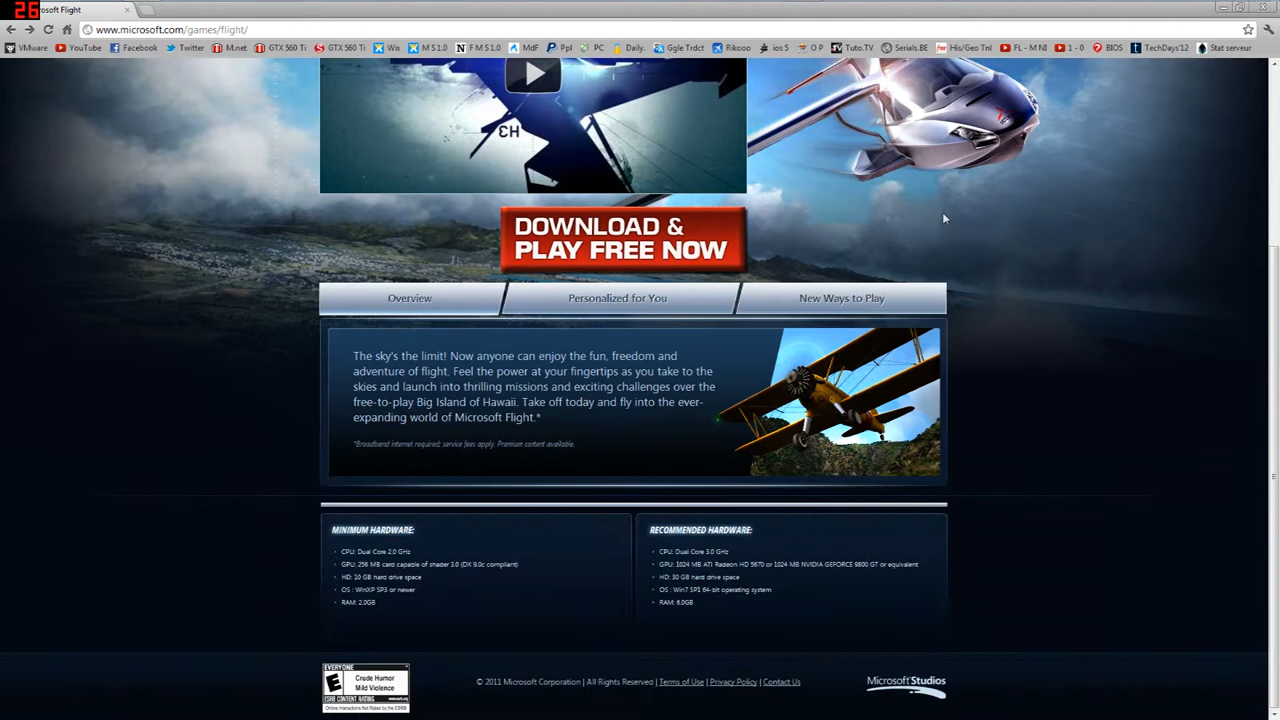 26
osoft Flight
www.microsoft.com/games/flight/
VMware YouTube Facebook Twitter M.net GTX 560 Ti GTX 560 Ti Wix M S 1.0 F M S 1.0 MdF Ppl PC Daily. Ggle Trdct Rikooo ios 5 O P Tuto.TV Serials.BE His/Geo Tnl FL - M NI 1 - 0 BIOS TechDays'12 Stat serveur
H3
DOWNLOAD &
PLAY FREE NOW
Overview Personalized for You New Ways to Play
The sky's the limit! Now anyone can enjoy the fun, freedom and
adventure of flight. Feel the power at your fingertips as you take to the
skies and launch into thrilling missions and exciting challenges over the
free-to-play Big Island of Hawaii. Take off today and fly into the ever-
expanding world of Microsoft Flight.*
*Broadband internet required; service fees apply. Premium content available.
MINIMUM HARDWARE:
CPU: Dual Core 2.0 GHz
GPU: 256 MB card capable of shader 3.0 (DX 9.0c compliant)
HD: 10 GB hard drive space
OS : WinXP SP3 or newer
RAM: 2.0GB
RECOMMENDED HARDWARE:
CPU: Dual Core 3.0 GHz
GPU: 1024 MB ATI Radeon HD 5670 or 1024 MB NVIDIA GEFORCE 9800 GT or equivalent
HD: 30 GB hard drive space
OS : Win7 SP1 64-bit operating system
RAM: 6.0GB
EVERYONE
E
Crude Humor
Mild Violence
ESRB CONTENT RATING www.esrb.org
Online Interactions Not Rated by the ESRB
© 2011 Microsoft Corporation | All Rights Reserved | Terms of Use | Privacy Policy | Contact Us
Microsoft Studios